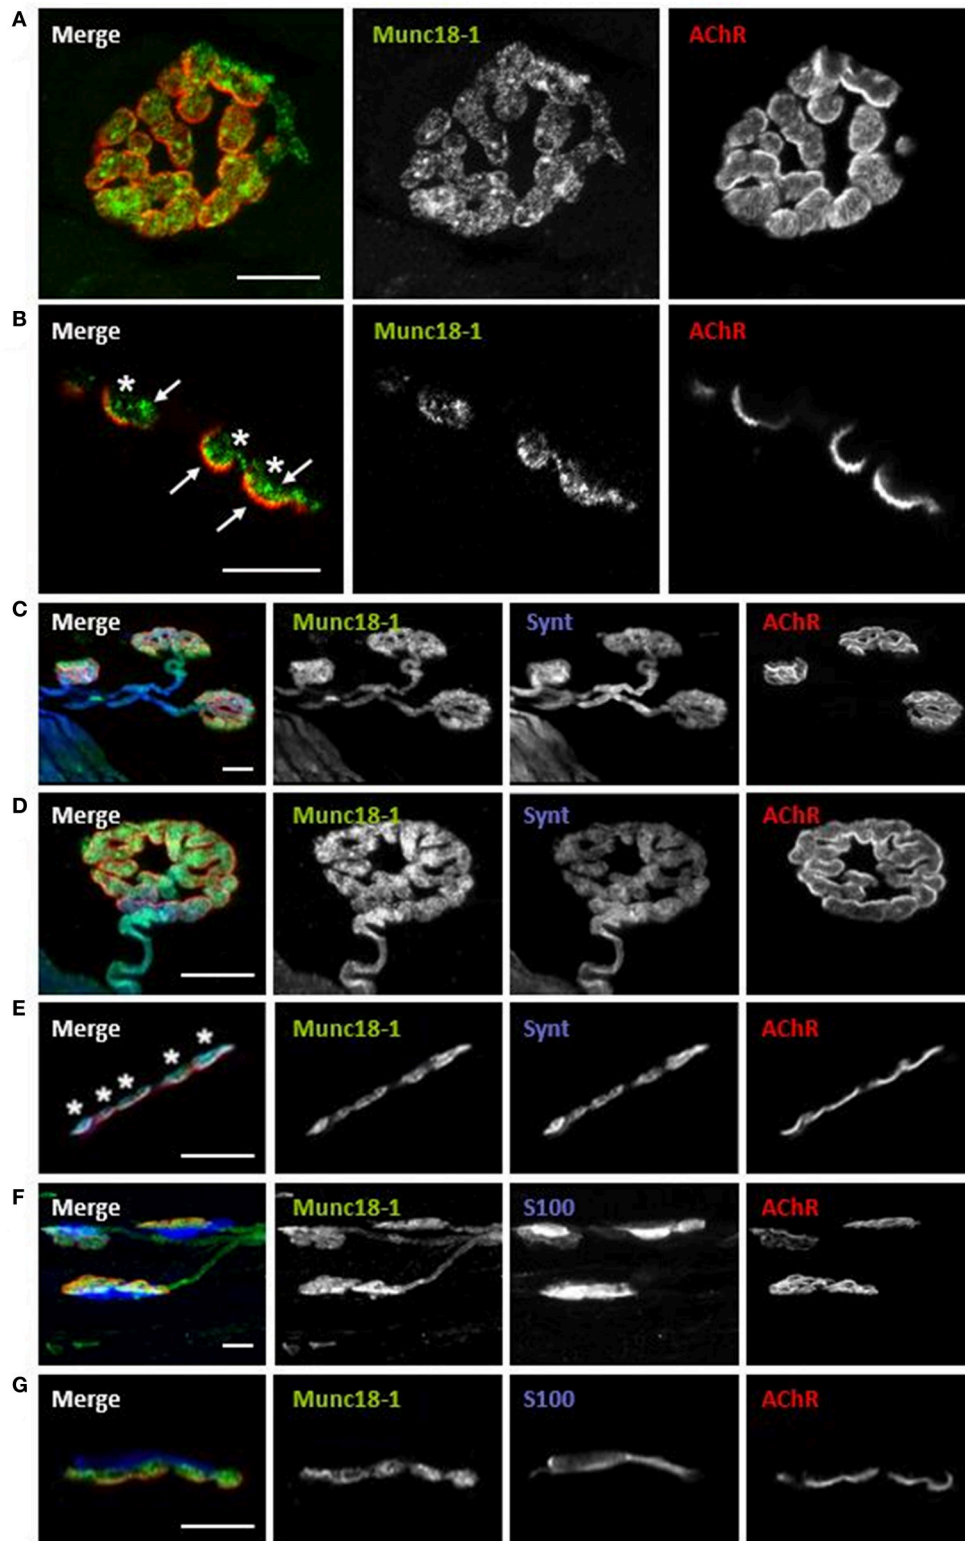 A
Merge Munc18-1 AChR
B
Merge Munc18-1 AChR
*
*
*
C
Merge Munc18-1 Synt AChR
D
Merge Munc18-1 Synt AChR
E
Merge Munc18-1 Synt AChR
* * * * *
F
Merge Munc18-1 S100 AChR
G
Merge Munc18-1 S100 AChR